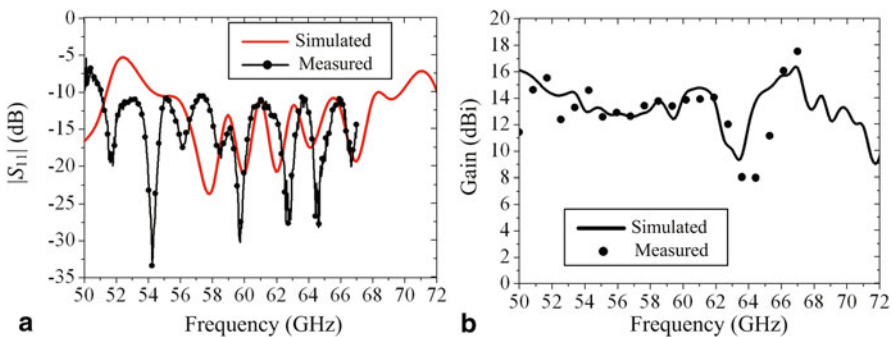 0
-5
-10
-15
-20
-25
-30
-35
|S₁₁| (dB)
Simulated
Measured
50 52 54 56 58 60 62 64 66 68 70 72
Frequency (GHz)
a
20
18
16
14
12
10
8
6
4
2
0
Gain (dBi)
Simulated
Measured
50 52 54 56 58 60 62 64 66 68 70 72
Frequency (GHz)
b